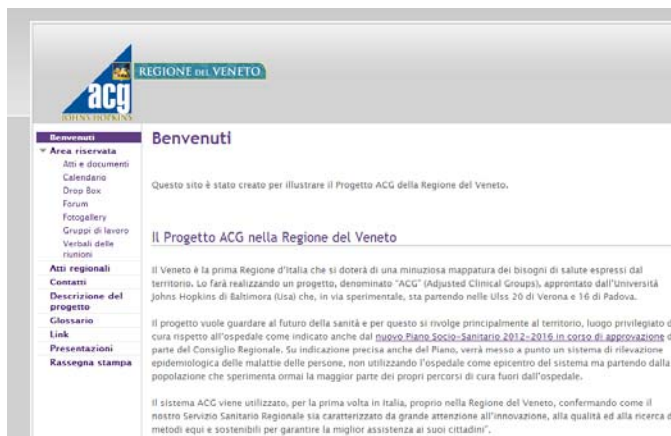 REGIONE DEL VENETO
acg
JOHNS HOPKINS
Benvenuti
Area riservata
Atti e documenti
Calendario
Drop Box
Forum
Fotogallery
Gruppi di lavoro
Verbali delle
riunioni
Atti regionali
Contatti
Descrizione del
progetto
Glossario
Link
Presentazioni
Rassegna stampa
Benvenuti
Questo sito è stato creato per illustrare il Progetto ACG della Regione del Veneto.
Il Progetto ACG nella Regione del Veneto
Il Veneto è la prima Regione d'Italia che si doterà di una minuziosa mappatura dei bisogni di salute espressi dal
territorio. Lo farà realizzando un progetto, denominato "ACG" (Adjusted Clinical Groups), approntato dall'Università
Johns Hopkins di Baltimora (Usa) che, in via sperimentale, sta partendo nelle Ulss 20 di Verona e 16 di Padova.
Il progetto vuole guardare al futuro della sanità e per questo si rivolge principalmente al territorio, luogo privilegiato d
cura rispetto all'ospedale come indicato anche dal nuovo Piano Socio-Sanitario 2012-2016 in corso di approvazione d
parte del Consiglio Regionale. Su indicazione precisa anche del Piano, verrà messo a punto un sistema di rilevazione
epidemiologica delle malattie delle persone, non utilizzando l'ospedale come epicentro del sistema ma partendo dalla
popolazione che sperimenta ormai la maggior parte dei propri percorsi di cura fuori dall'ospedale.
Il sistema ACG viene utilizzato, per la prima volta in Italia, proprio nella Regione del Veneto, confermando come il
nostro Servizio Sanitario Regionale sia caratterizzato da grande attenzione all'innovazione, alla qualità ed alla ricerca d
metodi equi e sostenibili per garantire la miglior assistenza ai suoi cittadini".